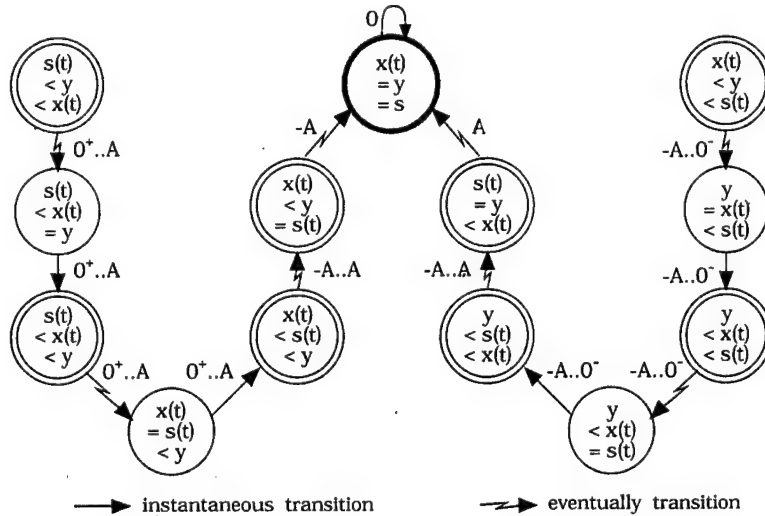 0
s(t)
< y
< x(t)
x(t)
= y
= s
x(t)
< y
< s(t)
-A
A
0⁺..A
-A..0⁻
s(t)
< x(t)
= y
x(t)
< y
= s(t)
s(t)
= y
< x(t)
y
= x(t)
< s(t)
0⁺..A
-A..A
-A..A
-A..0⁻
s(t)
< x(t)
< y
x(t)
< s(t)
< y
y
< s(t)
< x(t)
y
< x(t)
< s(t)
0⁺..A
0⁺..A
-A..0⁻
-A..0⁻
x(t)
= s(t)
< y
y
< x(t)
= s(t)
instantaneous transition
eventually transition